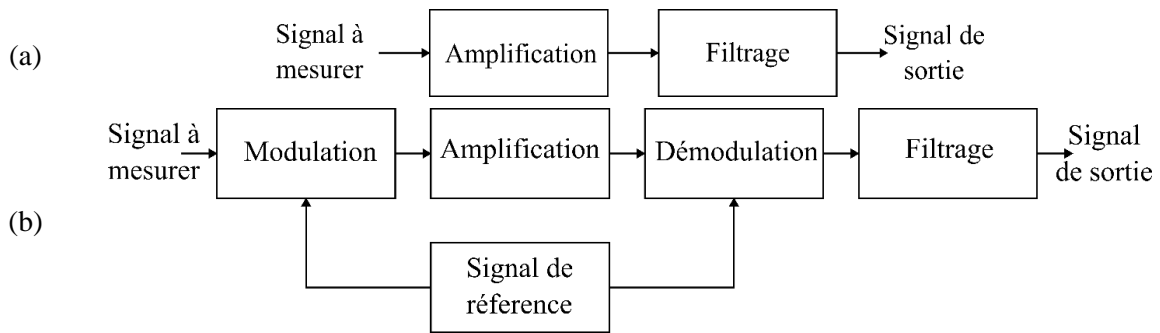 (a)
Signal à
mesurer
Amplification
Filtrage
Signal de
sortie
(b)
Signal à
mesurer
Modulation
Amplification
Démodulation
Filtrage
Signal
de sortie
Signal de
réference